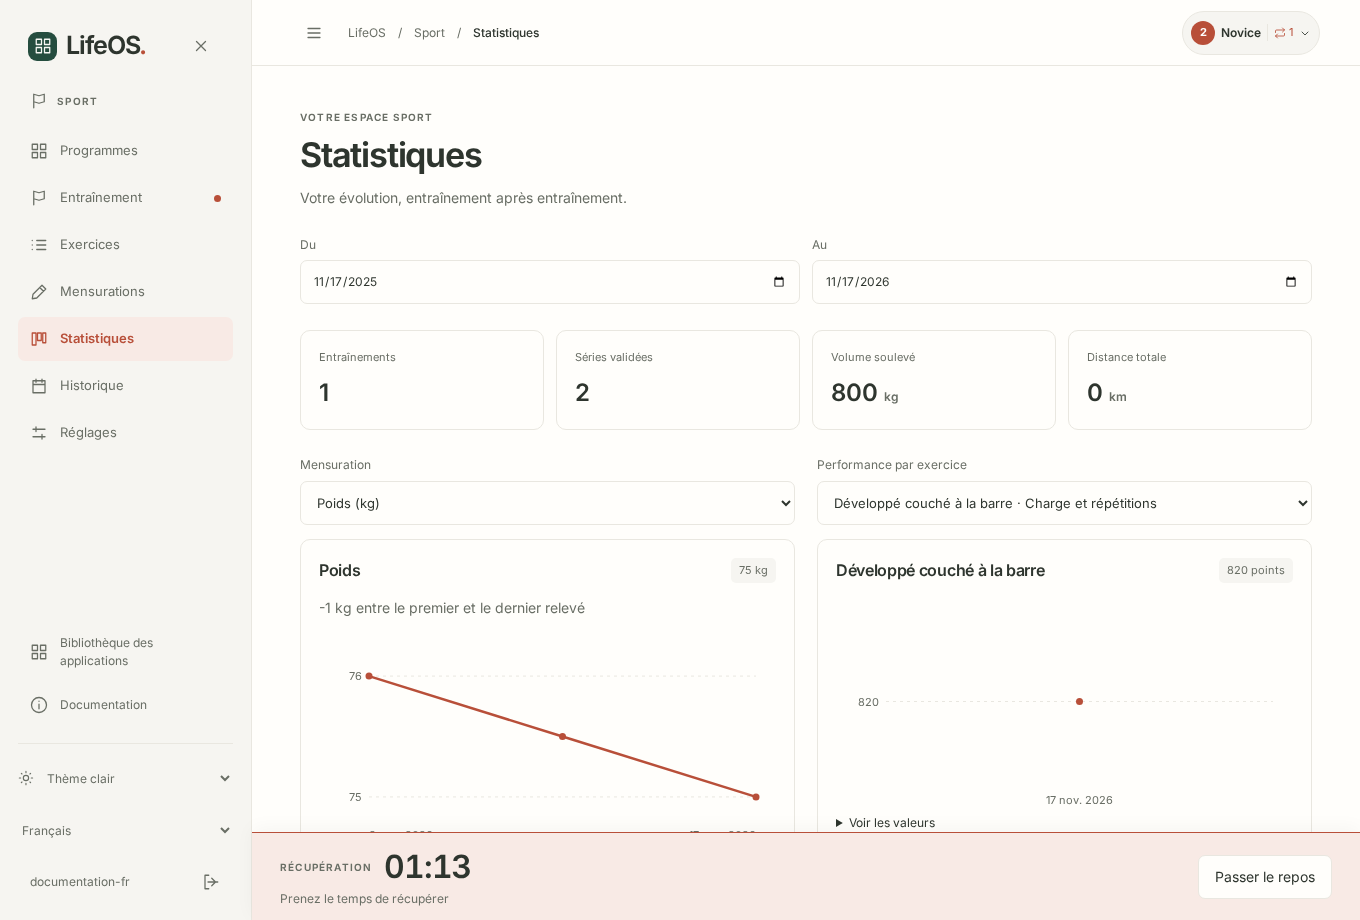 LifeOS.
SPORT
Programmes
Entraînement
Exercices
Mensurations
Statistiques
Historique
Réglages
Bibliothèque des
applications
Documentation
Thème clair
Français
documentation-fr
LifeOS / Sport / Statistiques
2 Novice 1
VOTRE ESPACE SPORT
Statistiques
Votre évolution, entraînement après entraînement.
Du
11/17/2025
Au
11/17/2026
Entraînements
1
Séries validées
2
Volume soulevé
800 kg
Distance totale
0 km
Mensuration
Poids (kg)
Performance par exercice
Développé couché à la barre · Charge et répétitions
Poids
75 kg
-1 kg entre le premier et le dernier relevé
76
75
Développé couché à la barre
820 points
820
17 nov. 2026
Voir les valeurs
RÉCUPÉRATION 01:13
Prenez le temps de récupérer
Passer le repos